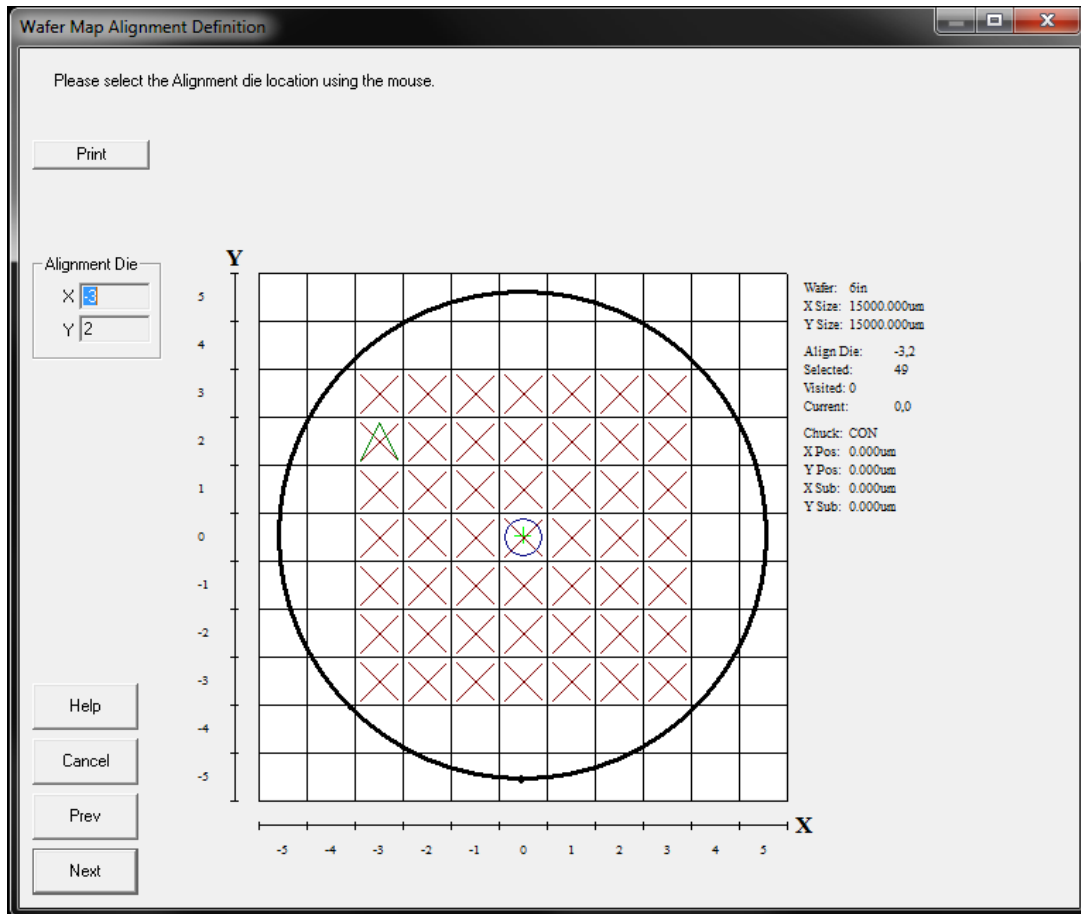 Wafer Map Alignment Definition
Please select the Alignment die location using the mouse.
Print
Alignment Die
X -3
Y 2
Y
5
4
3
2
1
0
-1
-2
-3
-4
-5
X
-5 -4 -3 -2 -1 0 1 2 3 4 5
Wafer: 6in
X Size: 15000.000um
Y Size: 15000.000um
Align Die: -3,2
Selected: 49
Visited: 0
Current: 0,0
Chuck: CON
X Pos: 0.000um
Y Pos: 0.000um
X Sub: 0.000um
Y Sub: 0.000um
Help
Cancel
Prev
Next